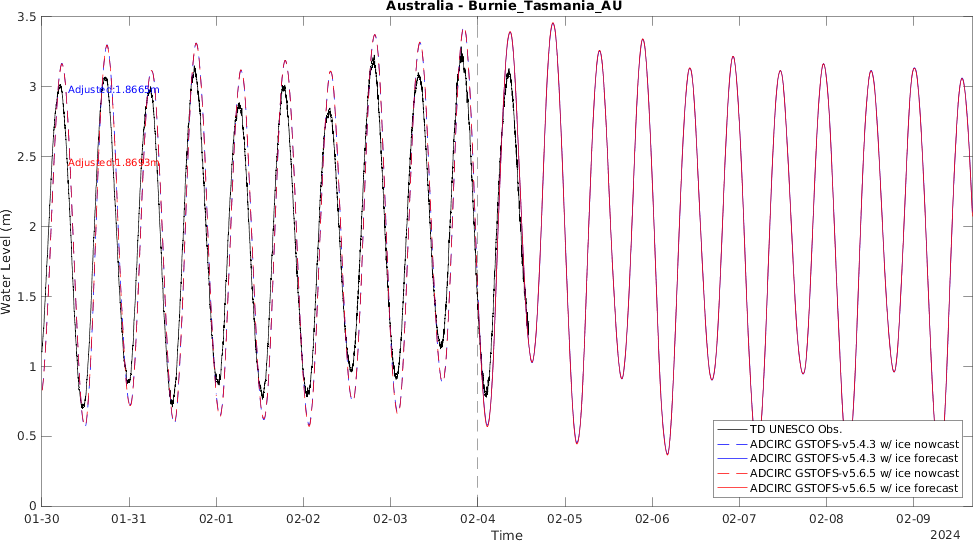 Australia - Burnie_Tasmania_AU
3.5
3
2.5
2
1.5
1
0.5
0
Water Level (m)
Adjusted:1.8665m
Adjusted:1.8693m
TD UNESCO Obs.
ADCIRC GSTOFS-v5.4.3 w/ ice nowcast
ADCIRC GSTOFS-v5.4.3 w/ ice forecast
ADCIRC GSTOFS-v5.6.5 w/ ice nowcast
ADCIRC GSTOFS-v5.6.5 w/ ice forecast
01-30 01-31 02-01 02-02 02-03 02-04 02-05 02-06 02-07 02-08 02-09
Time
2024